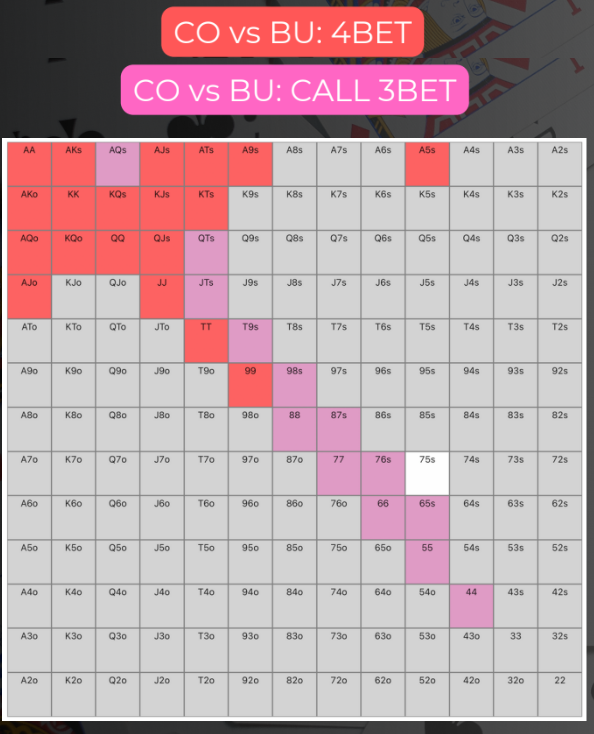 CO vs BU: 4BET
CO vs BU: CALL 3BET
AA AKs AQs AJs ATs A9s A8s A7s A6s A5s A4s A3s A2s
AKo KK KQs KJs KTs K9s K8s K7s K6s K5s K4s K3s K2s
AQo KQo QQ QJs QTs Q9s Q8s Q7s Q6s Q5s Q4s Q3s Q2s
AJo KJo QJo JJ JTs J9s J8s J7s J6s J5s J4s J3s J2s
ATo KTo QTo JTo TT T9s T8s T7s T6s T5s T4s T3s T2s
A9o K9o Q9o J9o T9o 99 98s 97s 96s 95s 94s 93s 92s
A8o K8o Q8o J8o T8o 98o 88 87s 86s 85s 84s 83s 82s
A7o K7o Q7o J7o T7o 97o 87o 77 76s 75s 74s 73s 72s
A6o K6o Q6o J6o T6o 96o 86o 76o 66 65s 64s 63s 62s
A5o K5o Q5o J5o T5o 95o 85o 75o 65o 55 54s 53s 52s
A4o K4o Q4o J4o T4o 94o 84o 74o 64o 54o 44 43s 42s
A3o K3o Q3o J3o T3o 93o 83o 73o 63o 53o 43o 33 32s
A2o K2o Q2o J2o T2o 92o 82o 72o 62o 52o 42o 32o 22